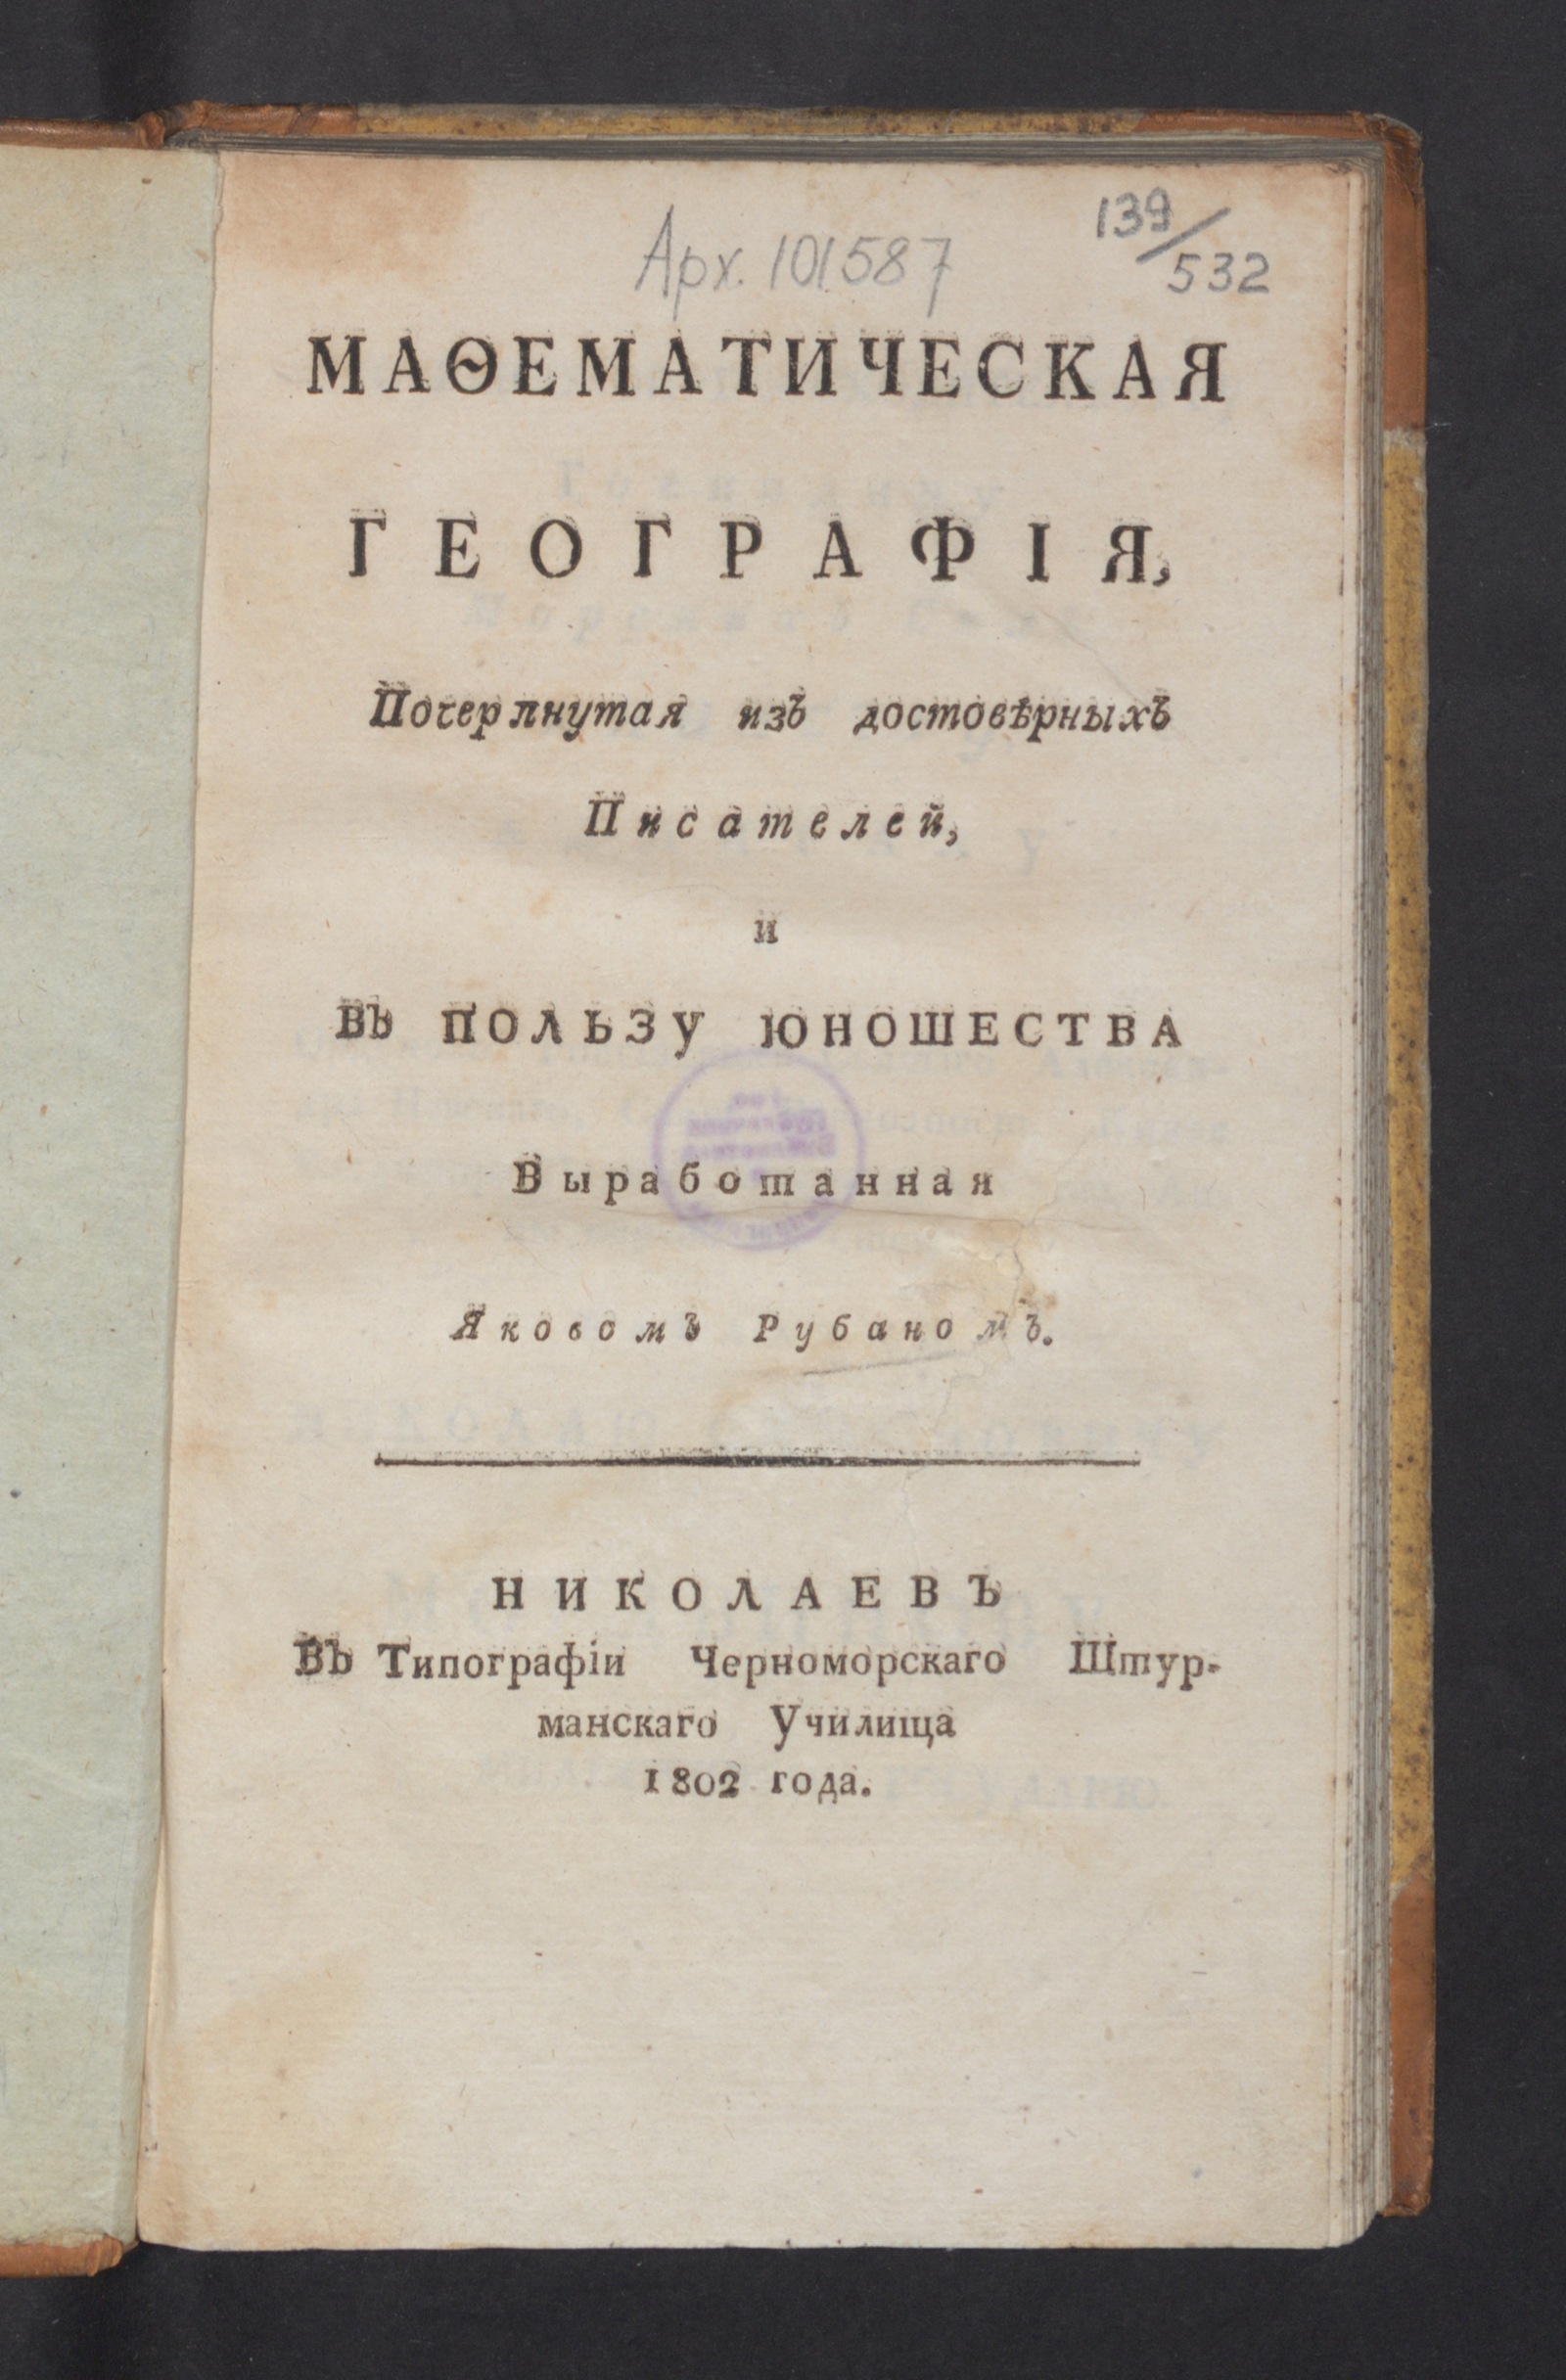 139/532
Арх. 101587
МАѲЕМАТИЧЕСКАЯ
ГЕОГРАФІЯ,
Почерпнутая изъ достовѣрныхъ
Писателей,
и
ВЪ ПОЛЬЗУ ЮНОШЕСТВА
Выработанная
Яковомъ Рубаномъ.
НИКОЛАЕВЪ
ВЪ Типографіи Черноморскаго Штур-
манскаго Училища
1802 года.